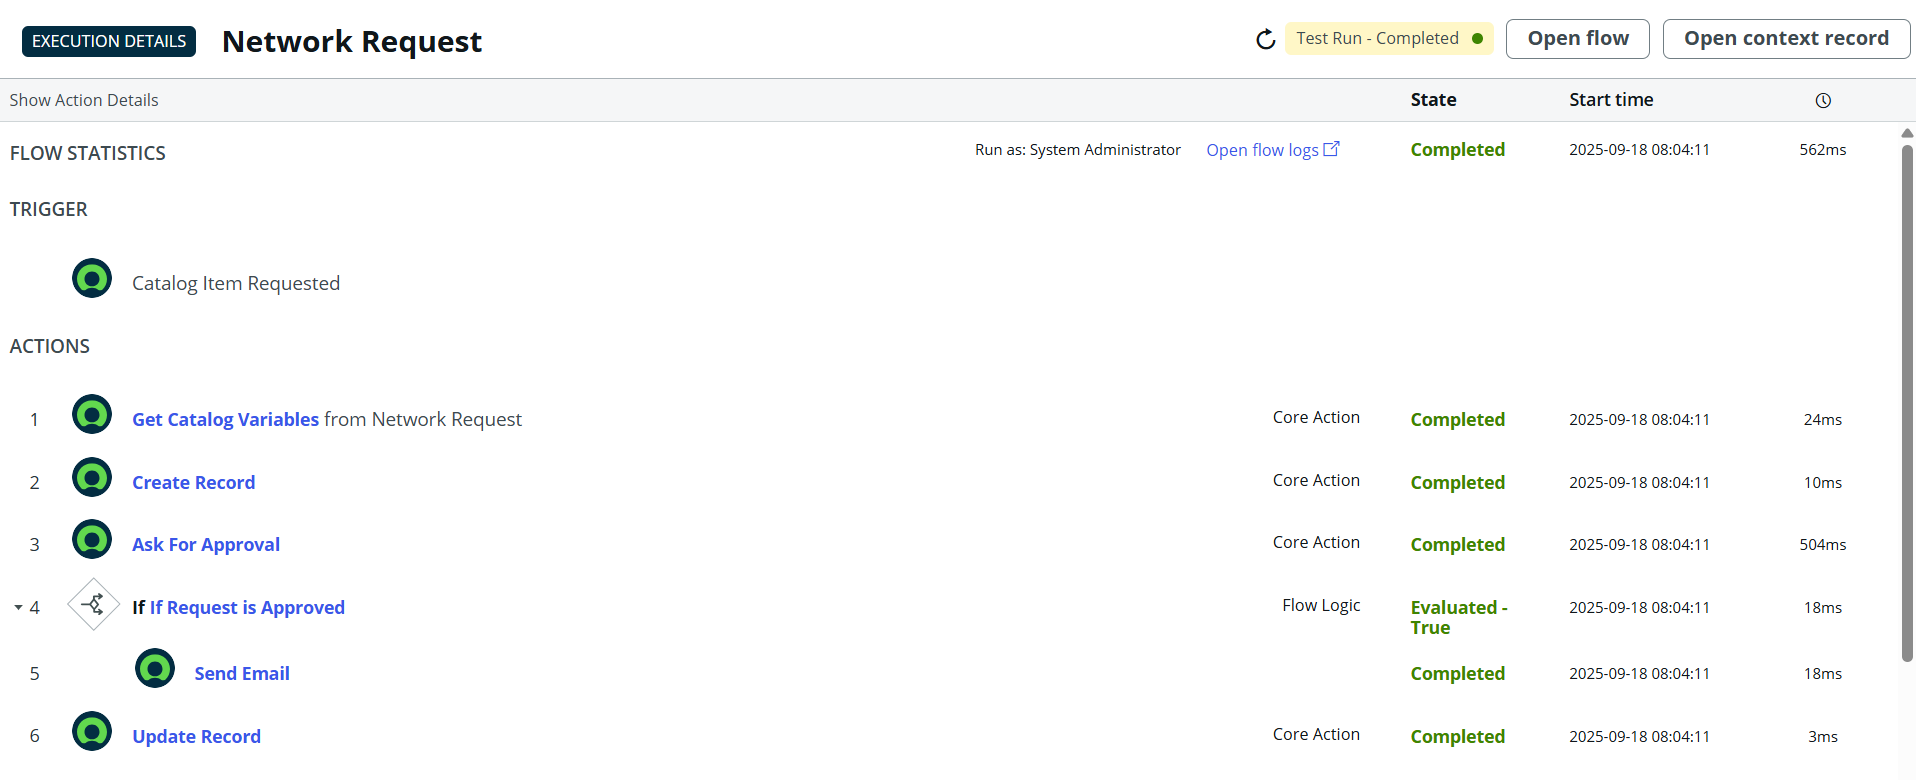 EXECUTION DETAILS Network Request Test Run - Completed Open flow Open context record
Show Action Details State Start time
FLOW STATISTICS Run as: System Administrator Open flow logs Completed 2025-09-18 08:04:11 562ms
TRIGGER
Catalog Item Requested
ACTIONS
1 Get Catalog Variables from Network Request Core Action Completed 2025-09-18 08:04:11 24ms
2 Create Record Core Action Completed 2025-09-18 08:04:11 10ms
3 Ask For Approval Core Action Completed 2025-09-18 08:04:11 504ms
4 If If Request is Approved Flow Logic Evaluated - True 2025-09-18 08:04:11 18ms
5 Send Email Completed 2025-09-18 08:04:11 18ms
6 Update Record Core Action Completed 2025-09-18 08:04:11 3ms